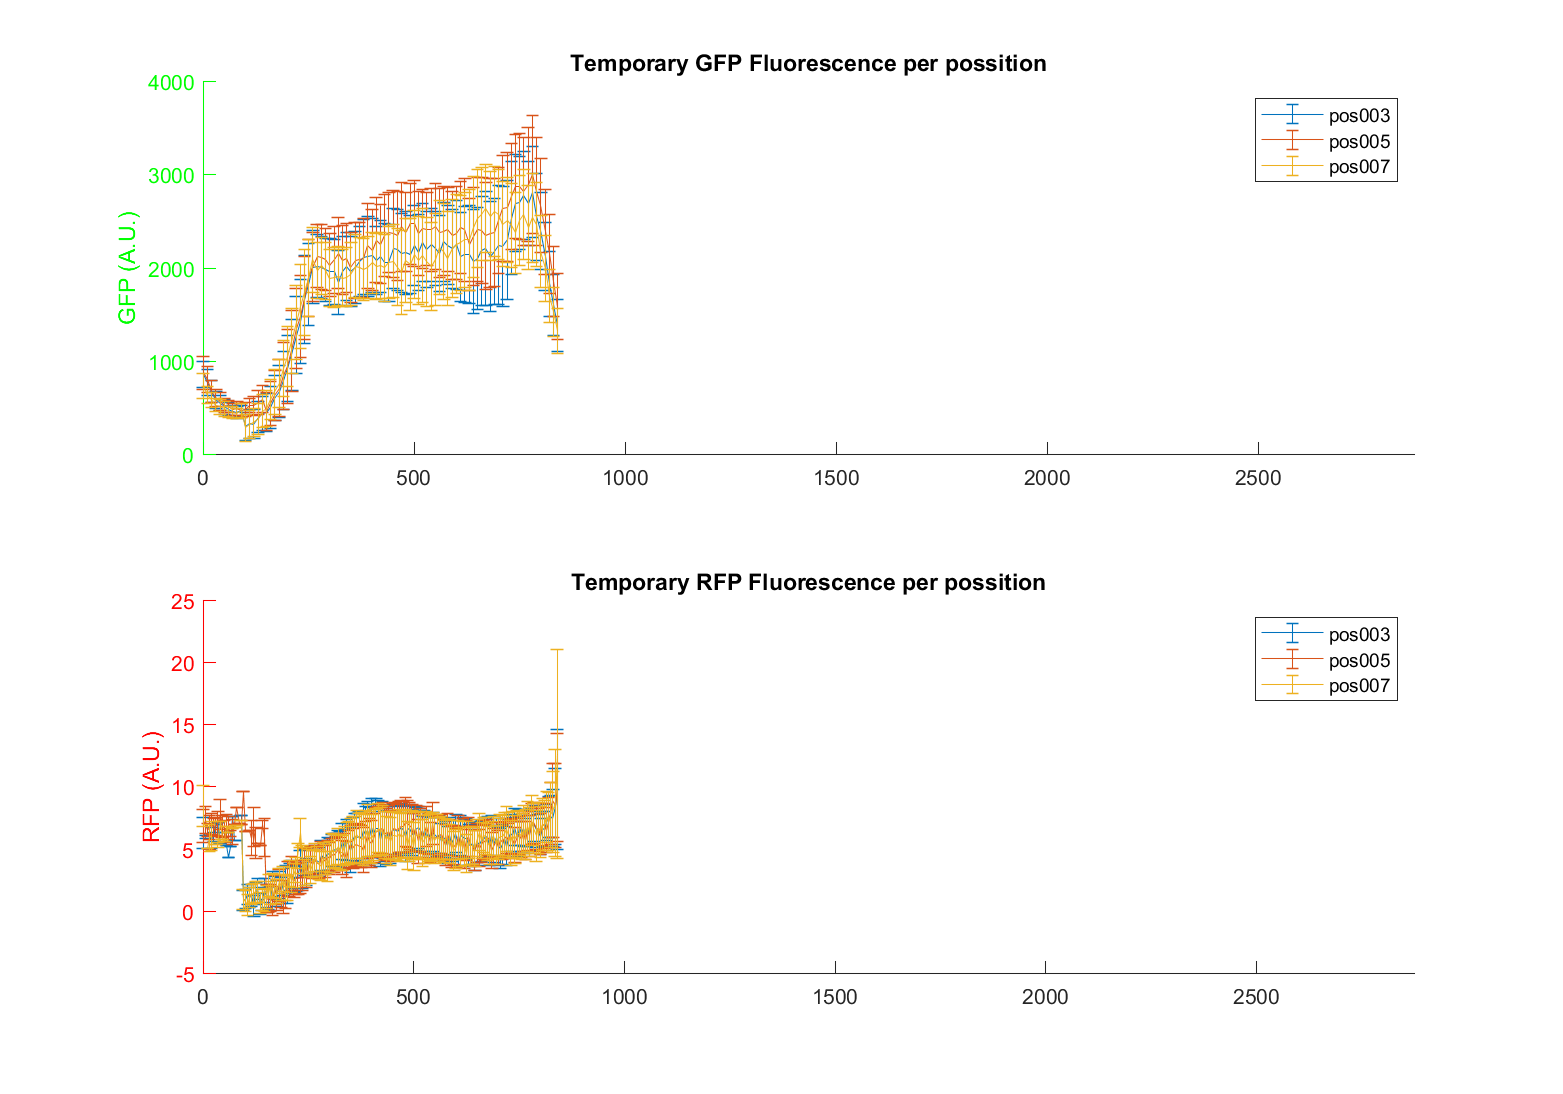 Temporary GFP Fluorescence per possition
4000
3000
2000
1000
0
GFP (A.U.)
0 500 1000 1500 2000 2500
pos003
pos005
pos007
Temporary RFP Fluorescence per possition
25
20
15
10
5
0
-5
RFP (A.U.)
0 500 1000 1500 2000 2500
pos003
pos005
pos007